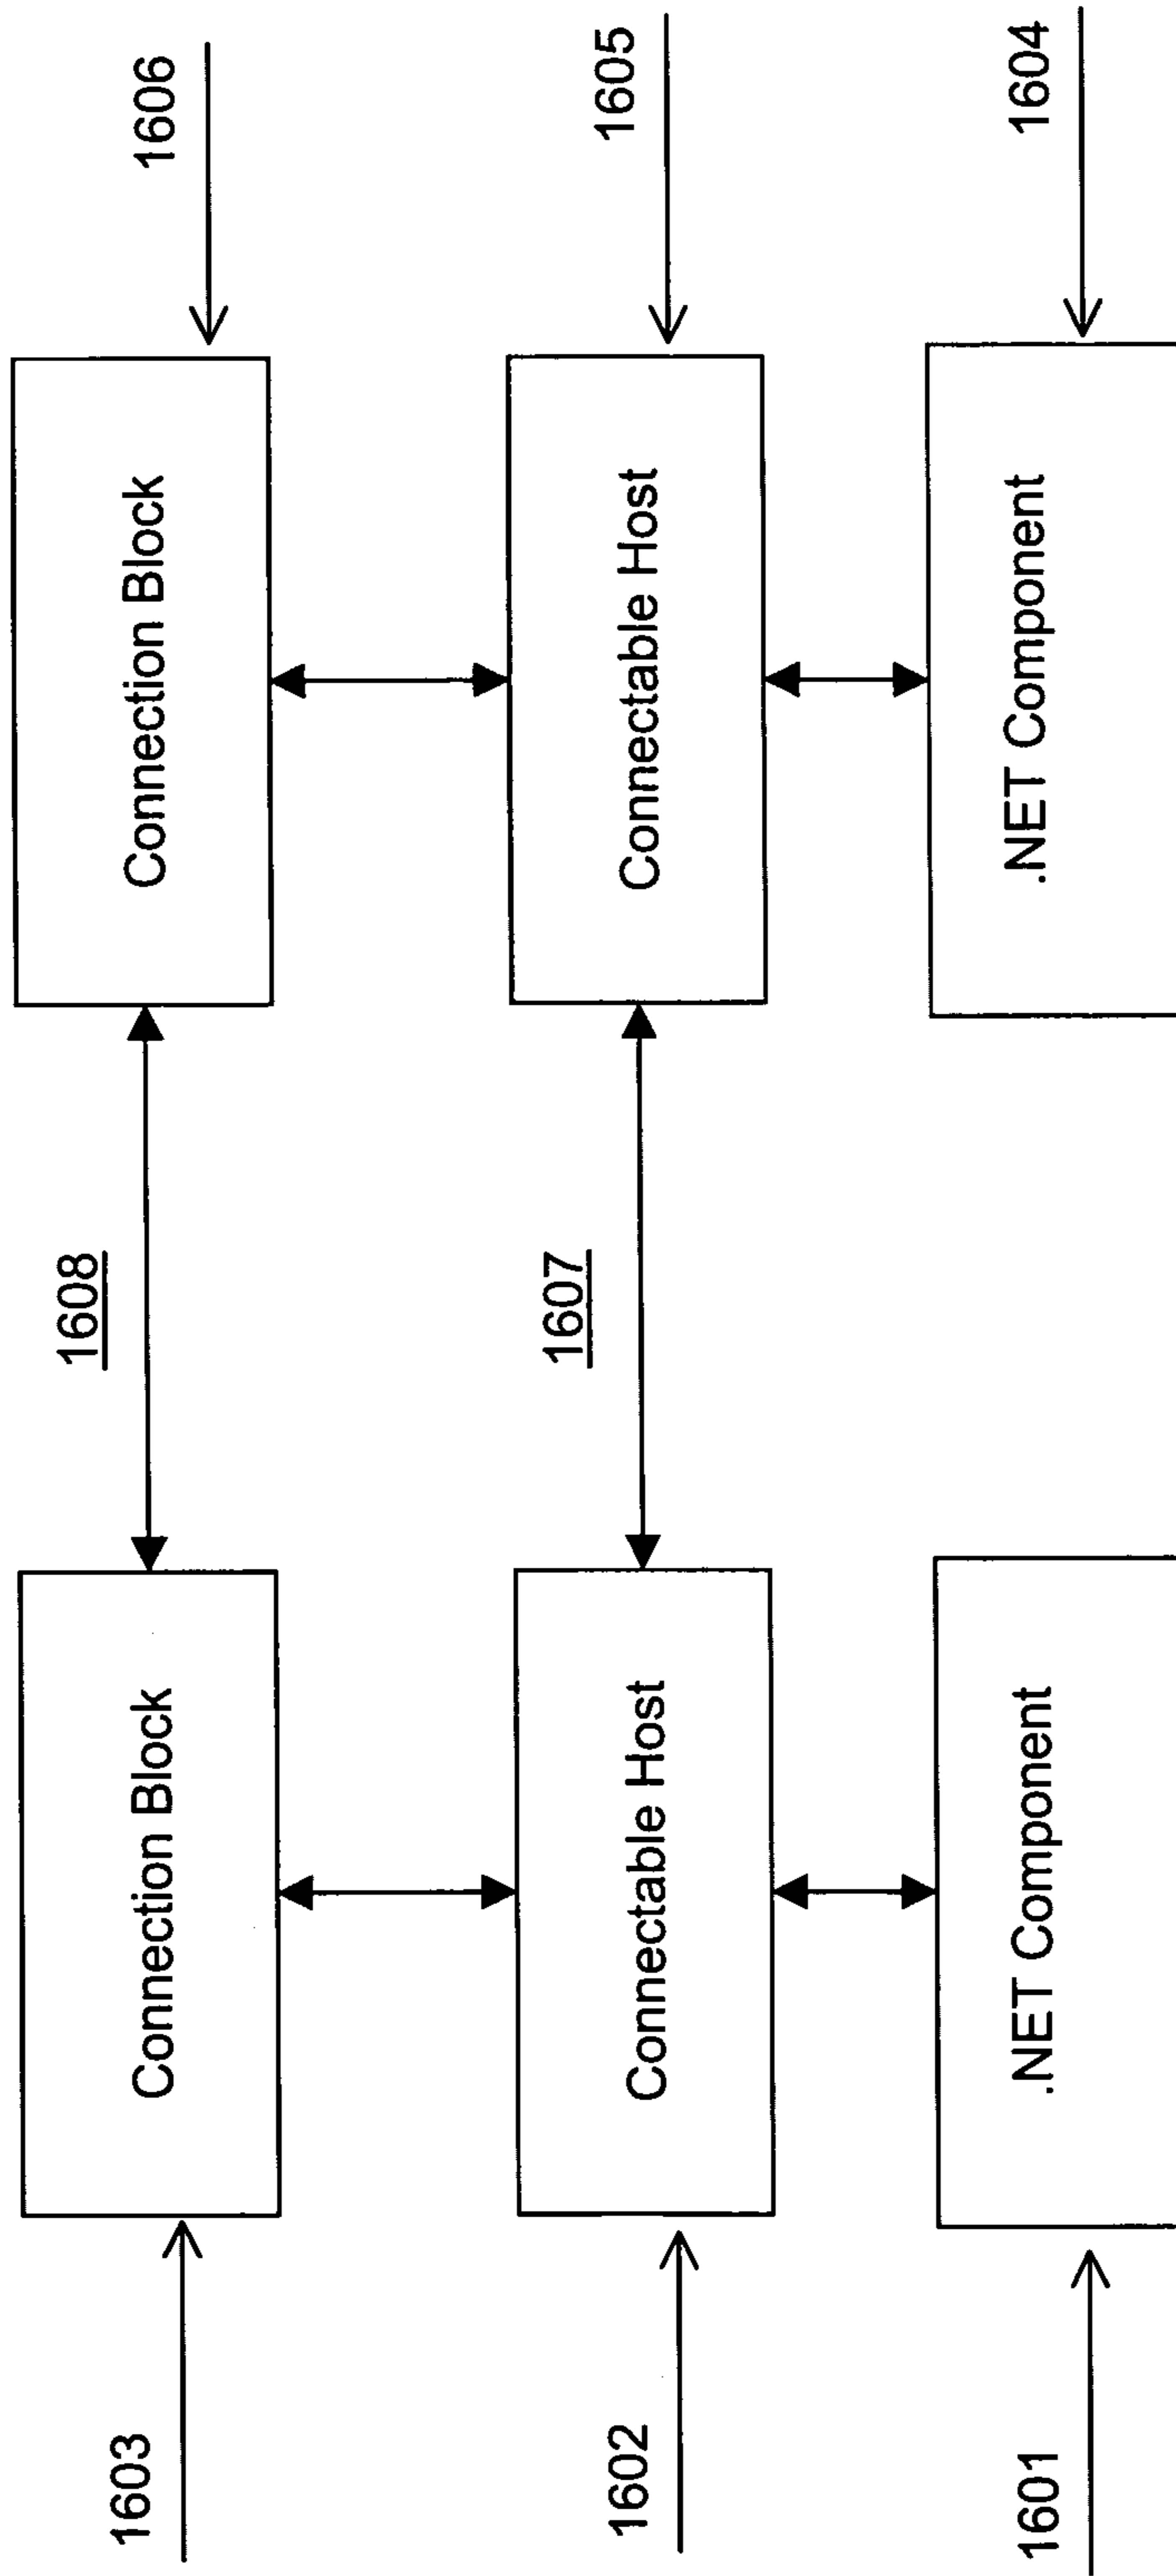 1608
1603
Connection Block
Connection Block
1606
1607
1602
Connectable Host
Connectable Host
1605
1601
.NET Component
.NET Component
1604